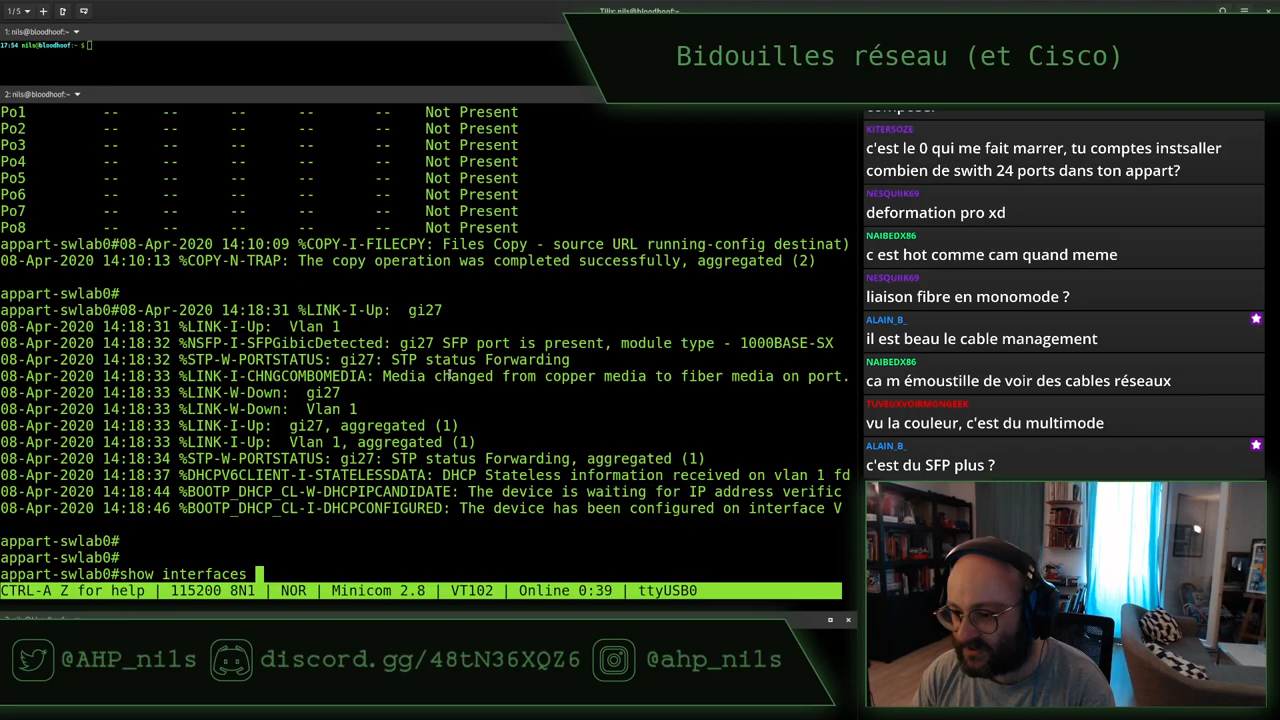 1/5
Tilix: nils@bloodhoof:~
1: nils@bloodhoof:~
17:54 nils@bloodhoof:~ $
Bidouilles réseau (et Cisco)
2: nils@bloodhoof:~
Po1 -- -- -- -- -- Not Present
Po2 -- -- -- -- -- Not Present
Po3 -- -- -- -- -- Not Present
Po4 -- -- -- -- -- Not Present
Po5 -- -- -- -- -- Not Present
Po6 -- -- -- -- -- Not Present
Po7 -- -- -- -- -- Not Present
Po8 -- -- -- -- -- Not Present
appart-swlab0#08-Apr-2020 14:10:09 %COPY-I-FILECPY: Files Copy - source URL running-config destinat)
08-Apr-2020 14:10:13 %COPY-N-TRAP: The copy operation was completed successfully, aggregated (2)
appart-swlab0#
appart-swlab0#08-Apr-2020 14:18:31 %LINK-I-Up: gi27
08-Apr-2020 14:18:31 %LINK-I-Up: Vlan 1
08-Apr-2020 14:18:32 %NSFP-I-SFPGibicDetected: gi27 SFP port is present, module type - 1000BASE-SX
08-Apr-2020 14:18:32 %STP-W-PORTSTATUS: gi27: STP status Forwarding
08-Apr-2020 14:18:33 %LINK-I-CHNGCOMBOMEDIA: Media changed from copper media to fiber media on port.
08-Apr-2020 14:18:33 %LINK-W-Down: gi27
08-Apr-2020 14:18:33 %LINK-W-Down: Vlan 1
08-Apr-2020 14:18:33 %LINK-I-Up: gi27, aggregated (1)
08-Apr-2020 14:18:33 %LINK-I-Up: Vlan 1, aggregated (1)
08-Apr-2020 14:18:34 %STP-W-PORTSTATUS: gi27: STP status Forwarding, aggregated (1)
08-Apr-2020 14:18:37 %DHCPV6CLIENT-I-STATELESSDATA: DHCP Stateless information received on vlan 1 fd
08-Apr-2020 14:18:44 %BOOTP_DHCP_CL-W-DHCPIPCANDIDATE: The device is waiting for IP address verific
08-Apr-2020 14:18:46 %BOOTP_DHCP_CL-I-DHCPCONFIGURED: The device has been configured on interface V
appart-swlab0#
appart-swlab0#
appart-swlab0#show interfaces
CTRL-A Z for help | 115200 8N1 | NOR | Minicom 2.8 | VT102 | Online 0:39 | ttyUSB0
KITERSOZE
c'est le 0 qui me fait marrer, tu comptes instsaller
combien de swith 24 ports dans ton appart?
NESQUIIK69
deformation pro xd
NAIBEDX86
c est hot comme cam quand meme
NESQUIIK69
liaison fibre en monomode ?
ALAIN_B_
il est beau le cable management
NAIBEDX86
ca m émoustille de voir des cables réseaux
TUVEUXVOIRMONGEEK
vu la couleur, c'est du multimode
ALAIN_B_
c'est du SFP plus ?
@AHP_nils
discord.gg/48tN36XQZ6
@ahp_nils